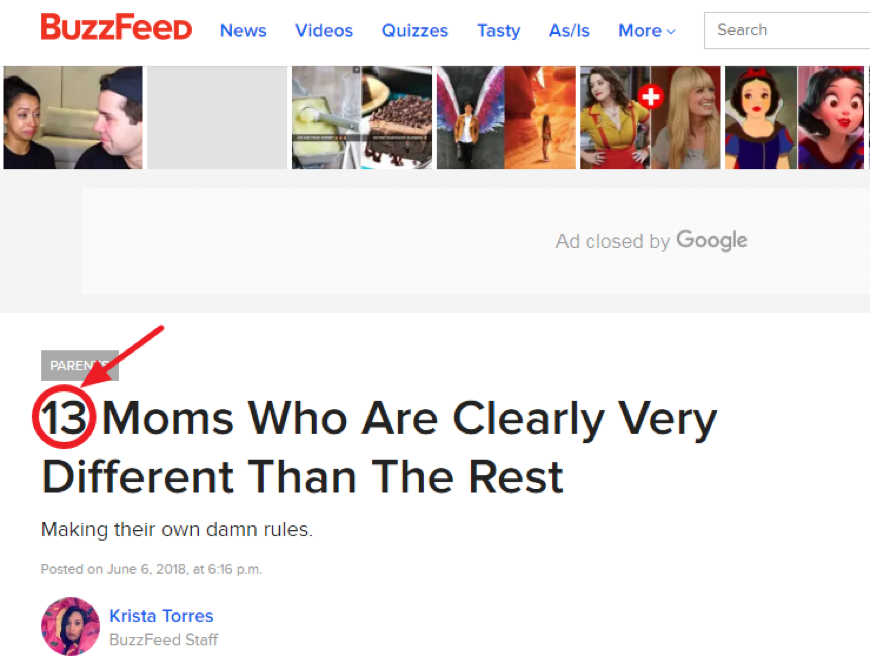 BuzzFeed News Videos Quizzes Tasty As/Is More Search
Ad closed by Google
PARENTS
13 Moms Who Are Clearly Very
Different Than The Rest
Making their own damn rules.
Posted on June 6, 2018, at 6:16 p.m.
Krista Torres
BuzzFeed Staff